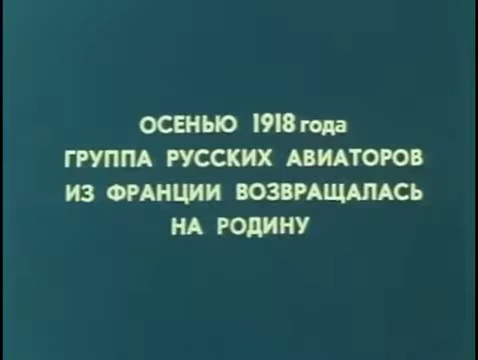 ОСЕНЬЮ 1918 года
ГРУППА РУССКИХ АВИАТОРОВ
ИЗ ФРАНЦИИ ВОЗВРАЩАЛАСЬ
НА РОДИНУ